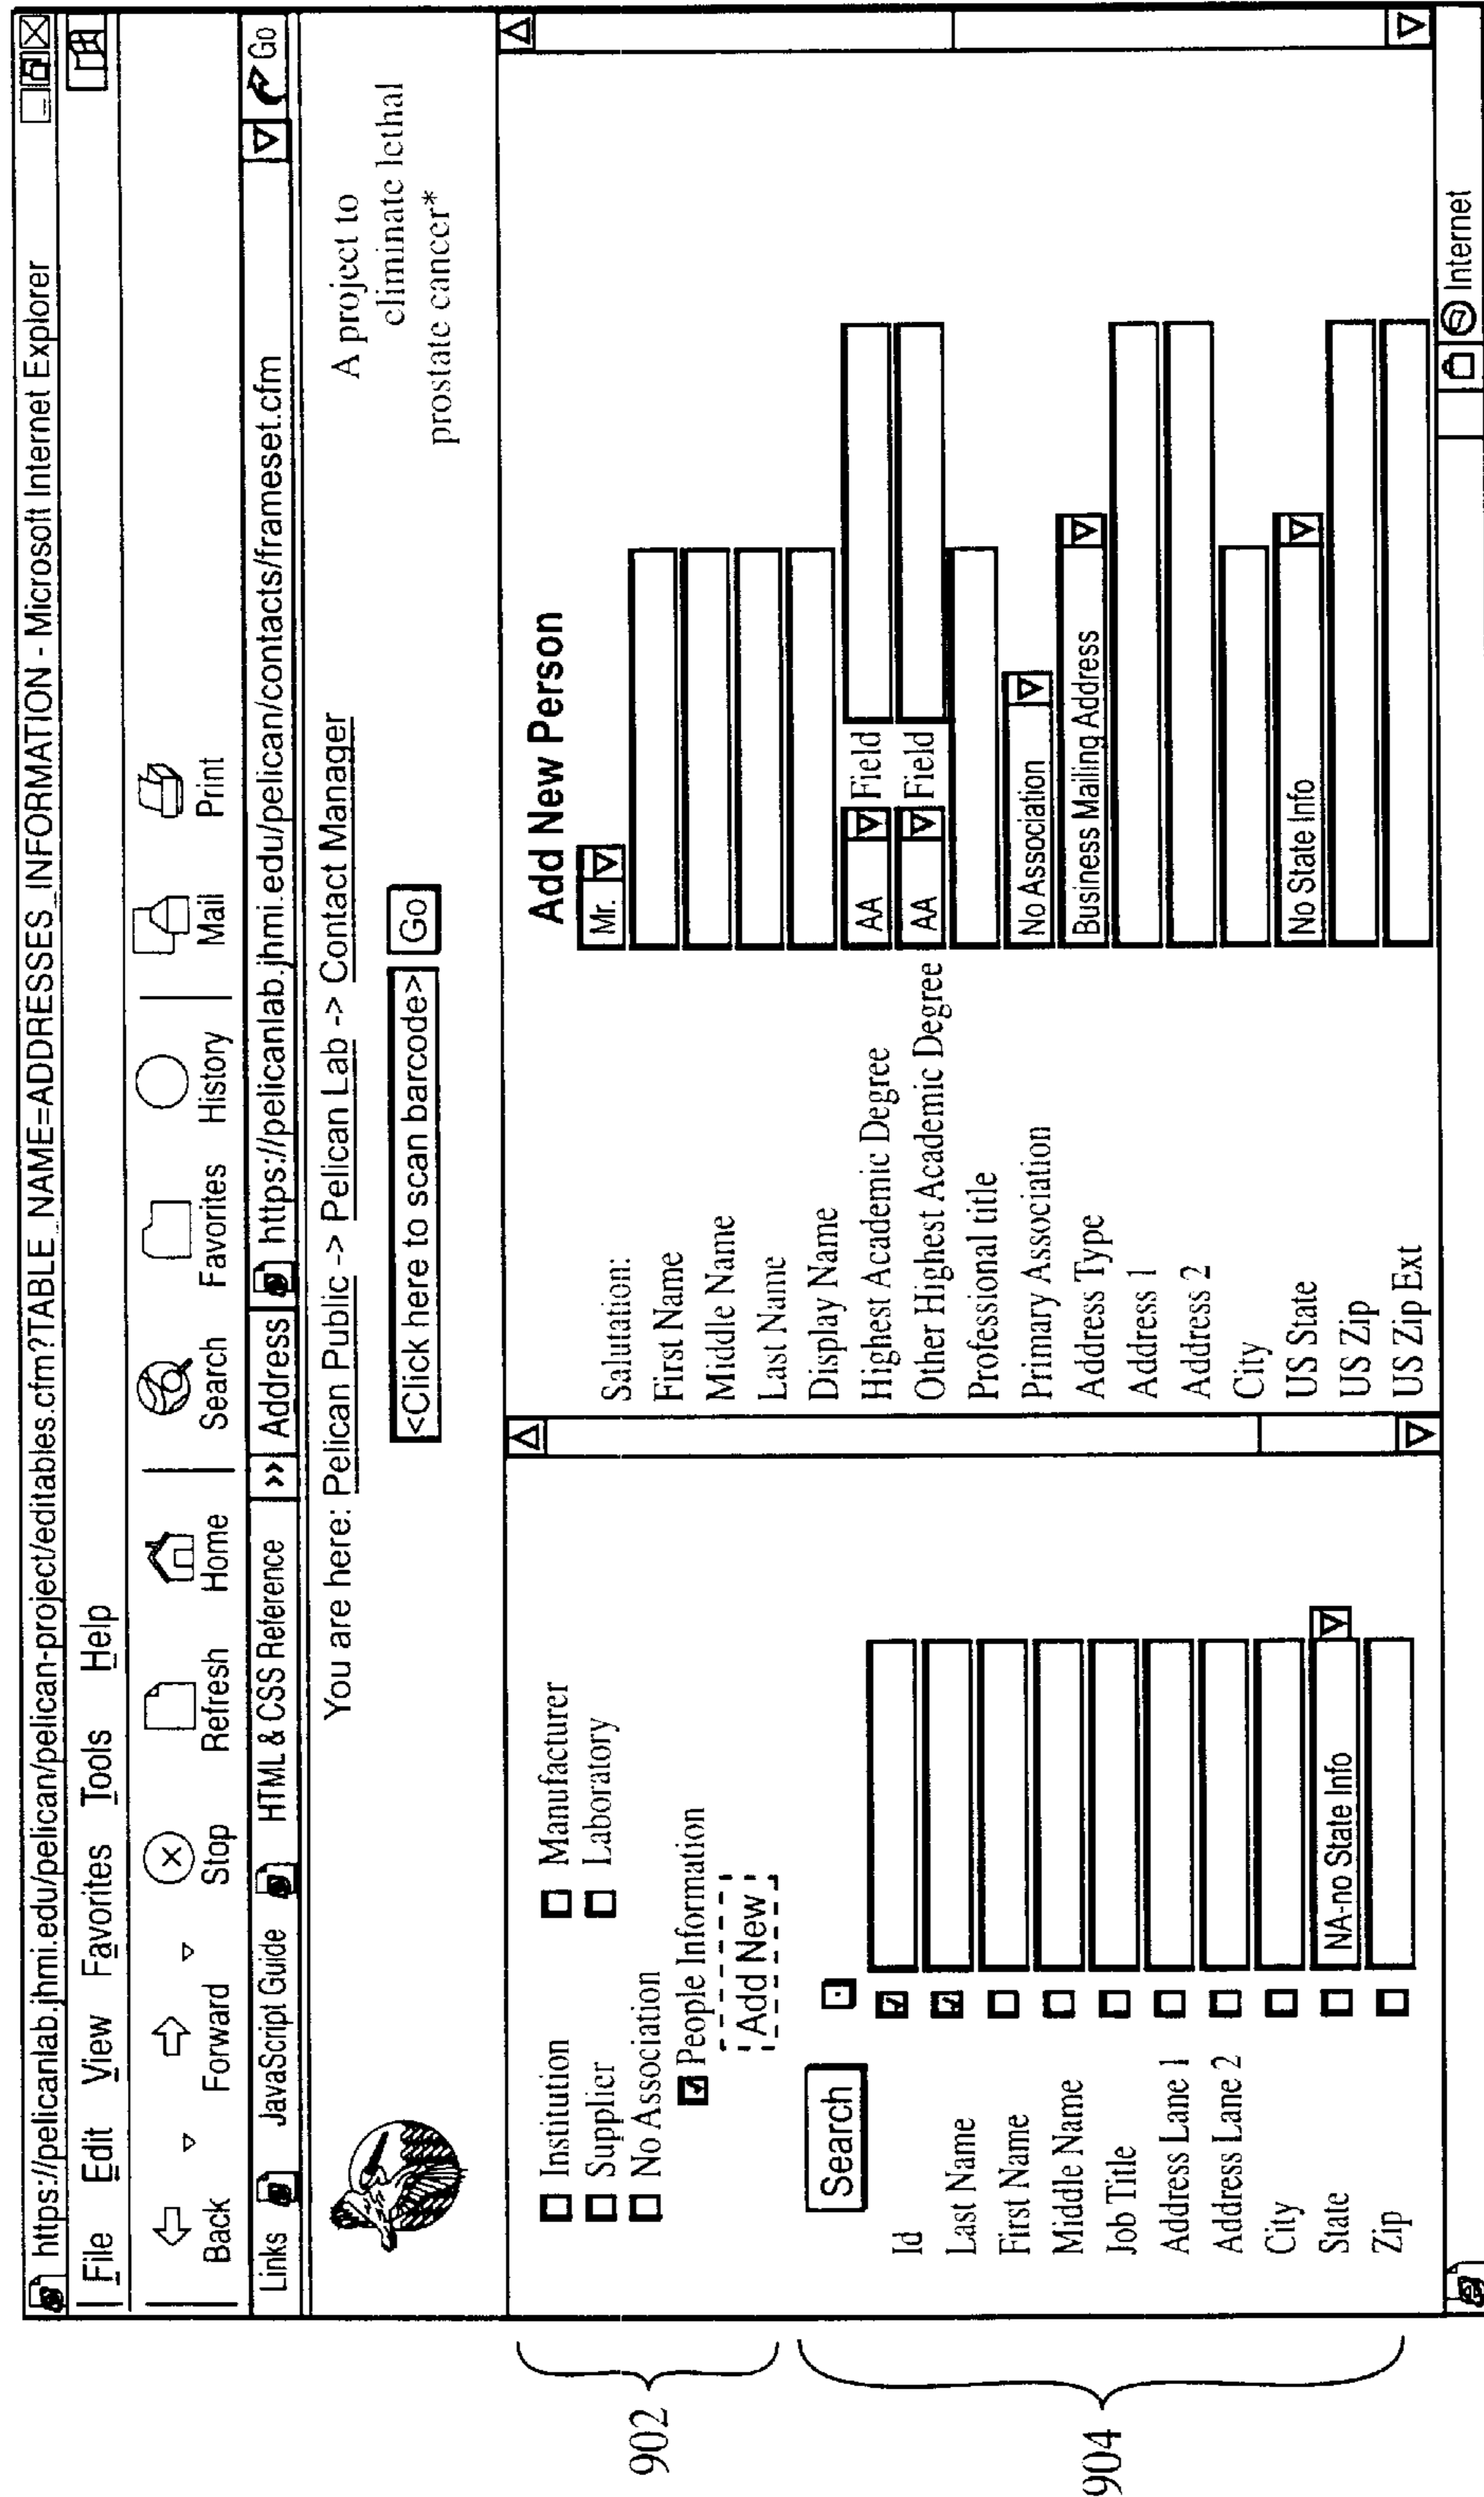 https://pelicanlab.jhmi.edu/pelican/pelican-project/editables.cfm?TABLE_NAME=ADDRESSES_INFORMATION - Microsoft Internet Explorer
File Edit View Favorites Tools Help
Back Forward Stop Refresh Home Search Favorites History Mail Print
Links JavaScript Guide HTML & CSS Reference >> Address https://pelicanlab.jhmi.edu/pelican/contacts/frameset.cfm Go
You are here: Pelican Public -> Pelican Lab -> Contact Manager
<Click here to scan barcode> Go
A project to
eliminate lethal
prostate cancer*
902
Institution Manufacturer
Supplier Laboratory
No Association
People Information
Add New
904
Search
Id
Last Name
First Name
Middle Name
Job Title
Address Lane 1
Address Lane 2
City
State NA-no State Info
Zip
Add New Person
Salutation: Mr.
First Name
Middle Name
Last Name
Display Name
Highest Academic Degree AA Field
Other Highest Academic Degree AA Field
Professional title
Primary Association No Association
Address Type Business Mailing Address
Address 1
Address 2
City
US State No State Info
US Zip
US Zip Ext
Internet